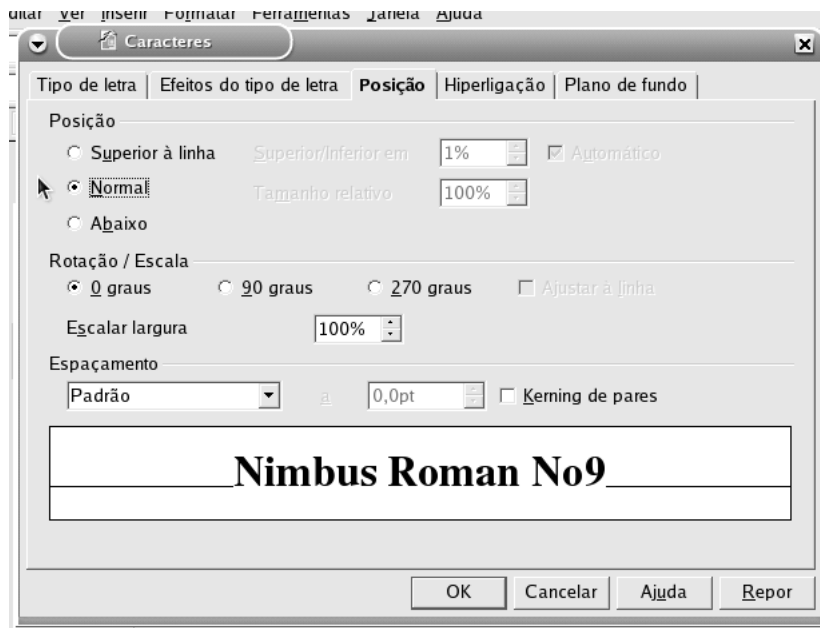 Ver Inserir Formatar Ferramentas Janela Ajuda
Caracteres
Tipo de letra Efeitos do tipo de letra Posição Hiperligação Plano de fundo
Posição
Superior à linha Superior/Inferior em 1% Automático
Normal Tamanho relativo 100%
Abaixo
Rotação / Escala
0 graus 90 graus 270 graus Ajustar à linha
Escalar largura 100%
Espaçamento
Padrão a 0,0pt Kerning de pares
Nimbus Roman No9
OK Cancelar Ajuda Repor